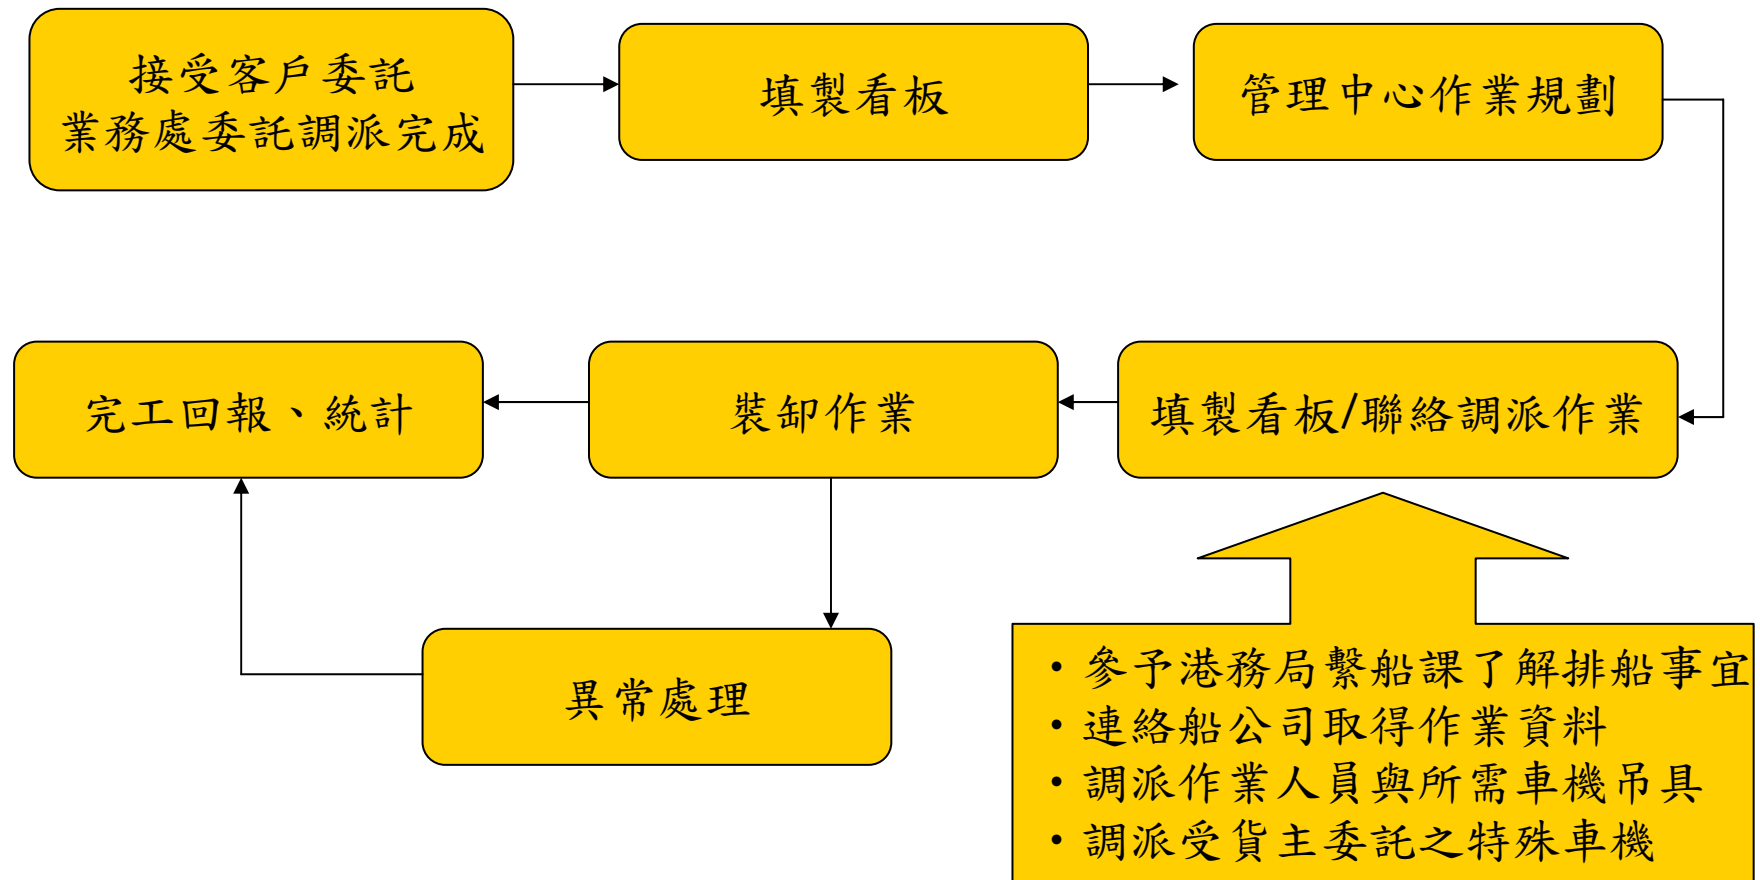 接受客戶委託
業務處委託調派完成
填製看板
管理中心作業規劃
填製看板/聯絡調派作業
裝卸作業
完工回報、統計
異常處理
・參予港務局繫船課了解排船事宜
・連絡船公司取得作業資料
・調派作業人員與所需車機吊具
・調派受貨主委託之特殊車機